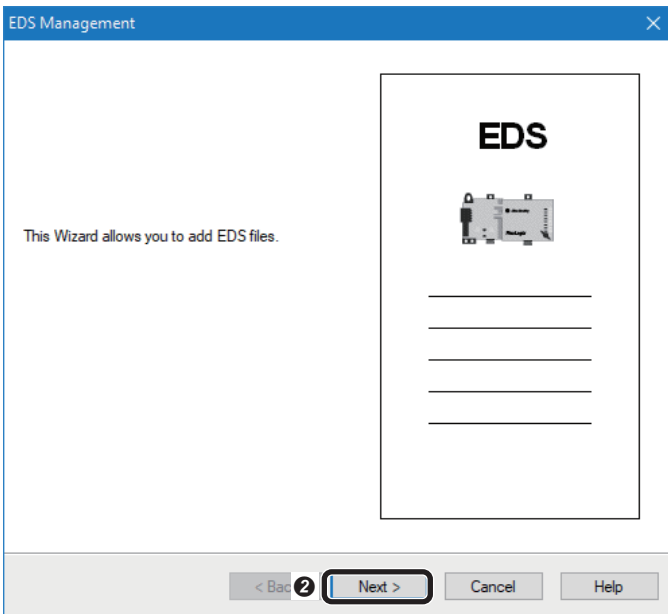 EDS Management
EDS
This Wizard allows you to add EDS files.
< Bac
2
Next >
Cancel
Help